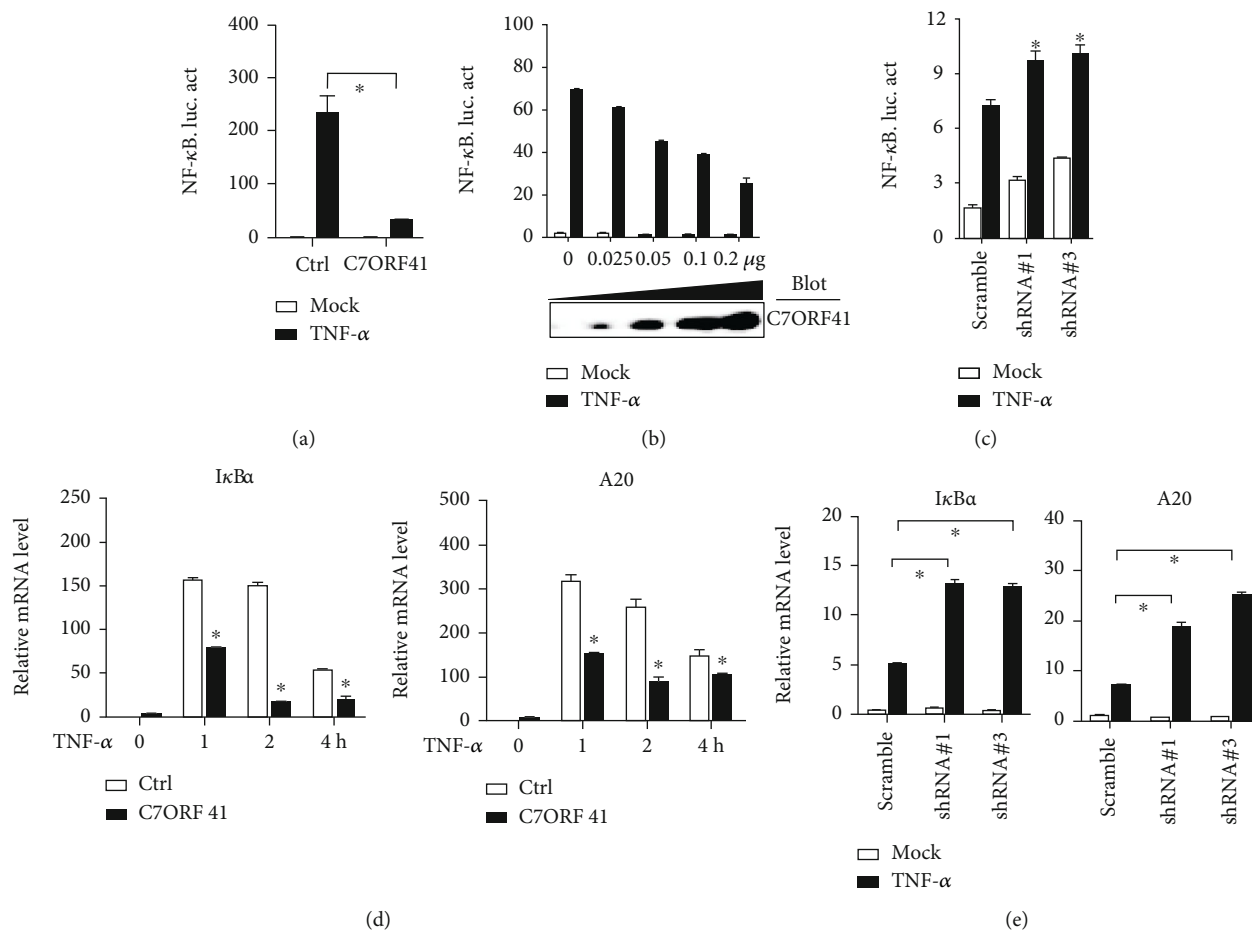 NF-κB. luc. act
400
300
200
100
0
*
Ctrl C7ORF41
Mock
TNF-α
(a)
NF-κB. luc. act
100
80
60
40
20
0
0 0.025 0.05 0.1 0.2 μg
Blot
C7ORF41
Mock
TNF-α
(b)
NF-κB. luc. act
12
9
6
3
0
* *
Scramble
shRNA#1
shRNA#3
Mock
TNF-α
(c)
IκBα
Relative mRNA level
250
200
150
100
50
0
* * *
TNF-α 0 1 2 4 h
Ctrl
C7ORF 41
A20
Relative mRNA level
500
400
300
200
100
0
* * *
TNF-α 0 1 2 4 h
Ctrl
C7ORF 41
(d)
IκBα
Relative mRNA level
20
15
10
5
0
*
*
Scramble
shRNA#1
shRNA#3
Mock
TNF-α
A20
40
30
20
10
0
*
*
Scramble
shRNA#1
shRNA#3
(e)